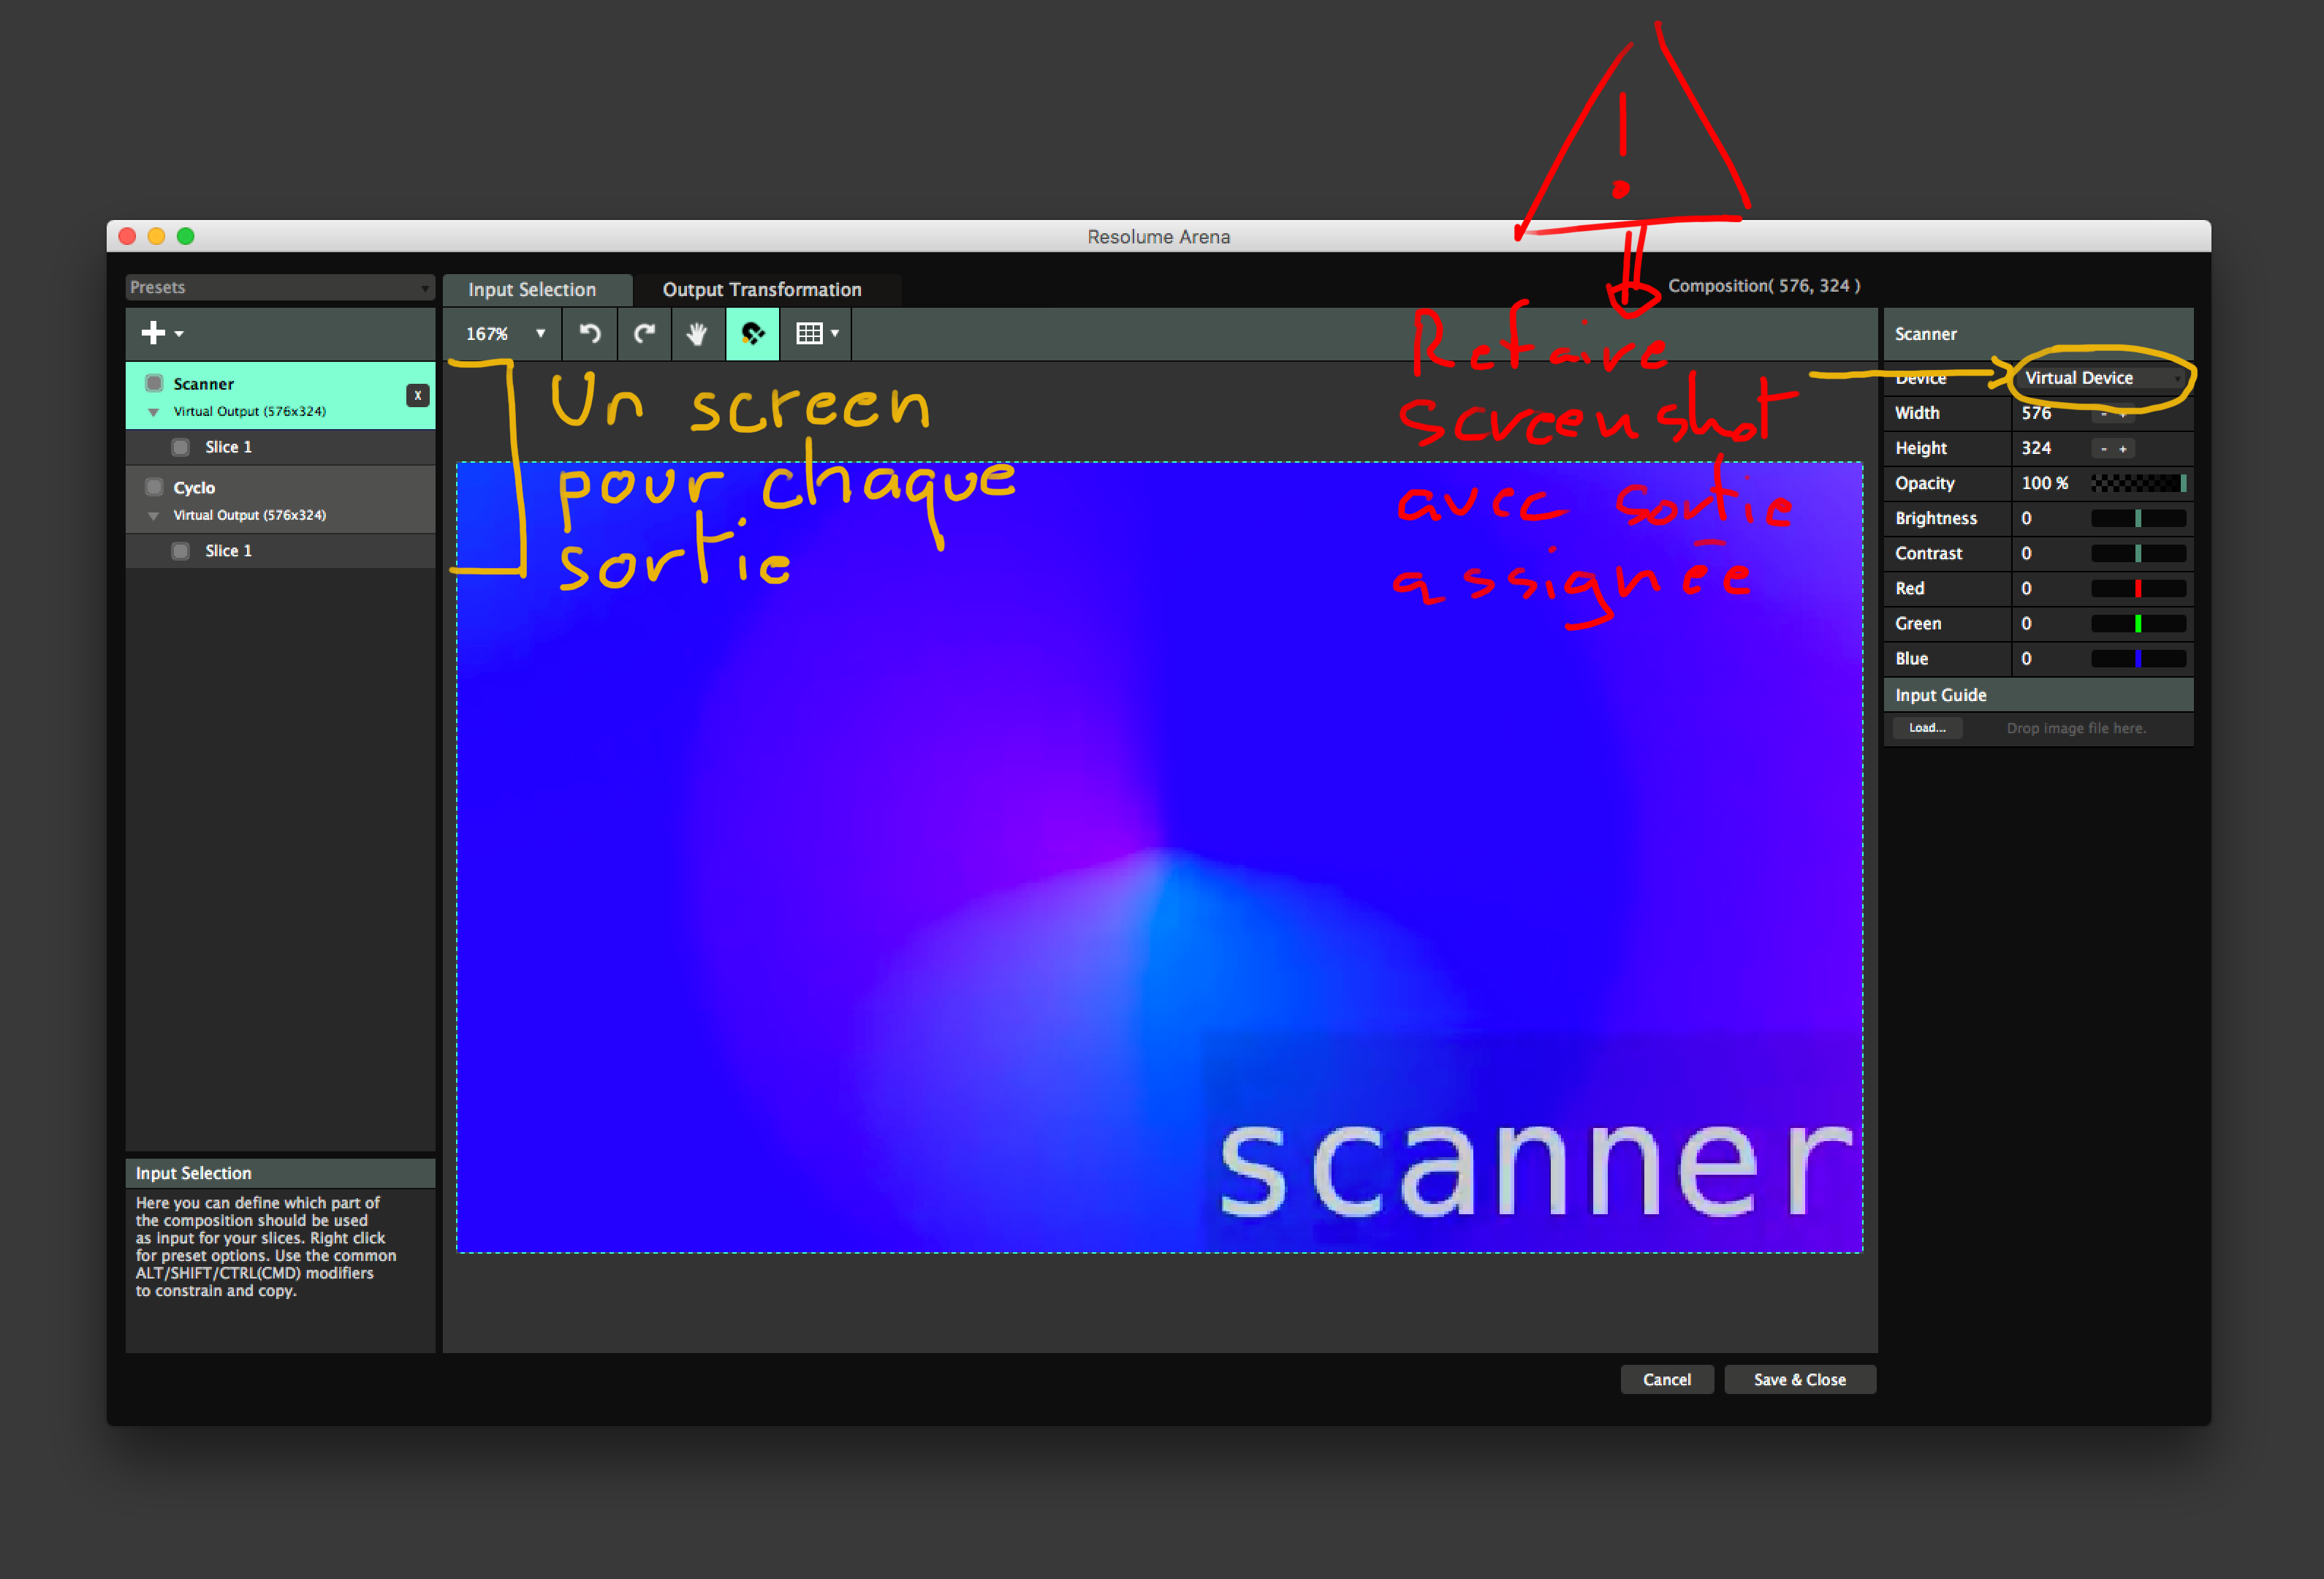 !
Resolume Arena
Presets
Input Selection
Output Transformation
Composition( 576, 324 )
167%
Scanner
Virtual Output (576x324)
X
Slice 1
Cyclo
Virtual Output (576x324)
Slice 1
Un screen
pour chaque
sortie
Refaire
screenshot
avec sortie
assignée
scanner
Scanner
Device Virtual Device
Width 576 - +
Height 324 - +
Opacity 100 %
Brightness 0
Contrast 0
Red 0
Green 0
Blue 0
Input Guide
Load... Drop image file here.
Input Selection
Here you can define which part of
the composition should be used
as input for your slices. Right click
for preset options. Use the common
ALT/SHIFT/CTRL(CMD) modifiers
to constrain and copy.
Cancel
Save & Close